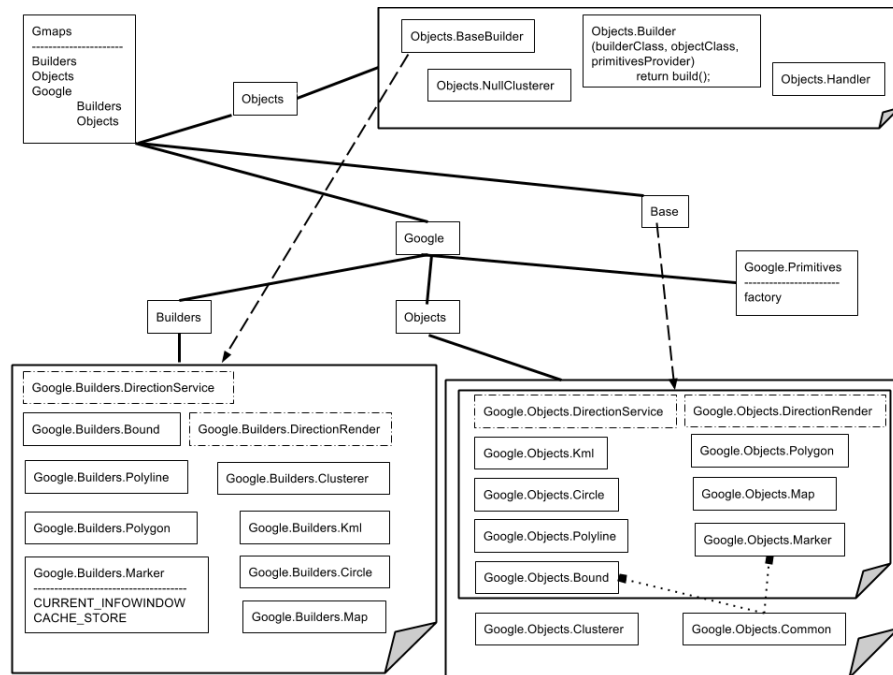 Gmaps
-----------------------
Builders
Objects
Google
Builders
Objects
Objects
Objects.BaseBuilder
Objects.NullClusterer
Objects.Builder
(builderClass, objectClass,
primitivesProvider)
return build();
Objects.Handler
Base
Google
Google.Primitives
------------------------
factory
Builders
Objects
Google.Builders.DirectionService
Google.Builders.Bound
Google.Builders.DirectionRender
Google.Builders.Polyline
Google.Builders.Clusterer
Google.Builders.Polygon
Google.Builders.Kml
Google.Builders.Marker
---------------------------------------
CURRENT_INFOWINDOW
CACHE_STORE
Google.Builders.Circle
Google.Builders.Map
Google.Objects.DirectionService
Google.Objects.DirectionRender
Google.Objects.Kml
Google.Objects.Polygon
Google.Objects.Circle
Google.Objects.Map
Google.Objects.Polyline
Google.Objects.Marker
Google.Objects.Bound
Google.Objects.Clusterer
Google.Objects.Common